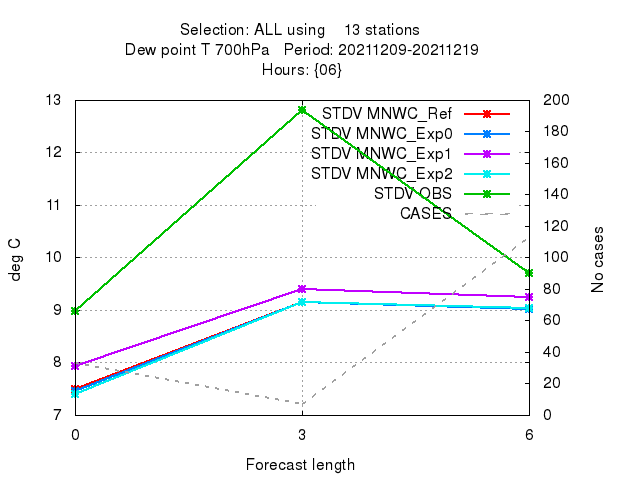 Selection: ALL using    13 stations
Dew point T 700hPa   Period: 20211209-20211219
Hours: {06}
13 200
STDV MNWC_Ref
180
STDV MNWC_Exp0
12 160
STDV MNWC_Exp1
STDV MNWC_Exp2
140
STDV OBS
11
CASES
120
10 100
80
9
60
8 40
20
7 0
0 3 6
deg C
No cases
Forecast length